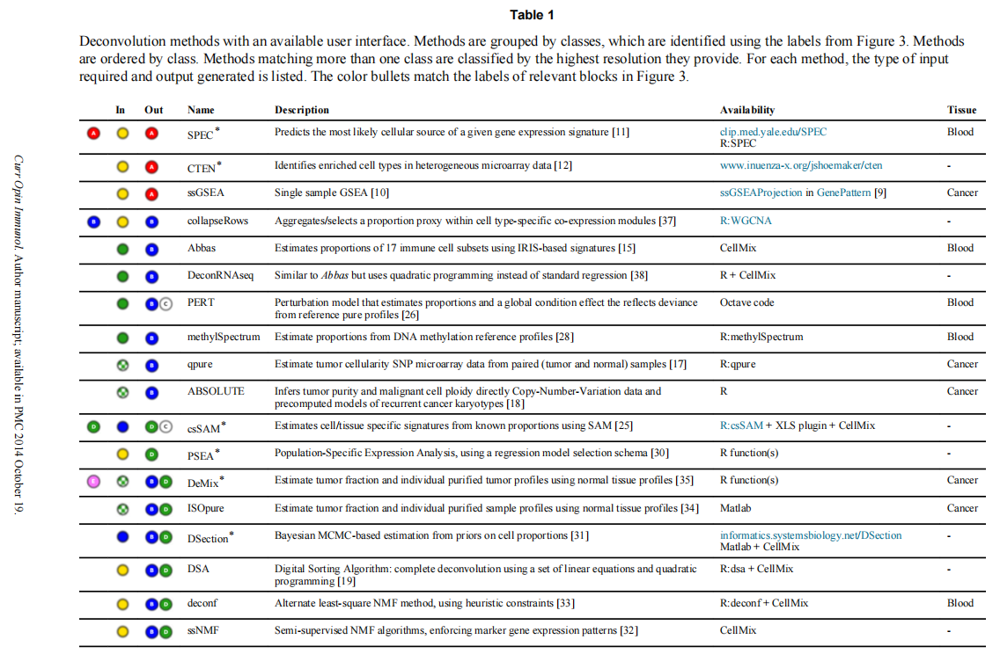 Table 1
Deconvolution methods with an available user interface. Methods are grouped by classes, which are identified using the labels from Figure 3. Methods
are ordered by class. Methods matching more than one class are classified by the highest resolution they provide. For each method, the type of input
required and output generated is listed. The color bullets match the labels of relevant blocks in Figure 3.
In Out Name Description Availability Tissue
A A SPEC* Predicts the most likely cellular source of a given gene expression signature [11] clip.med.yale.edu/SPEC Blood
R:SPEC
A CTEN* Identifies enriched cell types in heterogeneous microarray data [12] www.inuenza-x.org/jshoemaker/cten -
A ssGSEA Single sample GSEA [10] ssGSEAProjection in GenePattern [9] Cancer
B B collapseRows Aggregates/selects a proportion proxy within cell type-specific co-expression modules [37] R:WGCNA -
B Abbas Estimates proportions of 17 immune cell subsets using IRIS-based signatures [15] CellMix Blood
B DeconRNAseq Similar to Abbas but uses quadratic programming instead of standard regression [38] R + CellMix -
B C PERT Perturbation model that estimates proportions and a global condition effect the reflects deviance Octave code Blood
from reference pure profiles [26]
B methylSpectrum Estimate proportions from DNA methylation reference profiles [28] R:methylSpectrum Blood
B qpure Estimate tumor cellularity SNP microarray data from paired (tumor and normal) samples [17] R:qpure Cancer
B ABSOLUTE Infers tumor purity and malignant cell ploidy directly Copy-Number-Variation data and R Cancer
precomputed models of recurrent cancer karyotypes [18]
D D C csSAM* Estimates cell/tissue specific signatures from known proportions using SAM [25] R:csSAM + XLS plugin + CellMix -
D PSEA* Population-Specific Expression Analysis, using a regression model selection schema [30] R function(s) -
E B D DeMix* Estimate tumor fraction and individual purified tumor profiles using normal tissue profiles [35] R function(s) Cancer
B D ISOpure Estimate tumor fraction and individual purified sample profiles using normal tissue profiles [34] Matlab Cancer
B D DSection* Bayesian MCMC-based estimation from priors on cell proportions [31] informatics.systemsbiology.net/DSection -
Matlab + CellMix
B D DSA Digital Sorting Algorithm: complete deconvolution using a set of linear equations and quadratic R:dsa + CellMix -
programming [19]
B D deconf Alternate least-square NMF method, using heuristic constraints [33] R:deconf + CellMix Blood
B D ssNMF Semi-supervised NMF algorithms, enforcing marker gene expression patterns [32] CellMix -
Curr Opin Immunol. Author manuscript; available in PMC 2014 October 19.